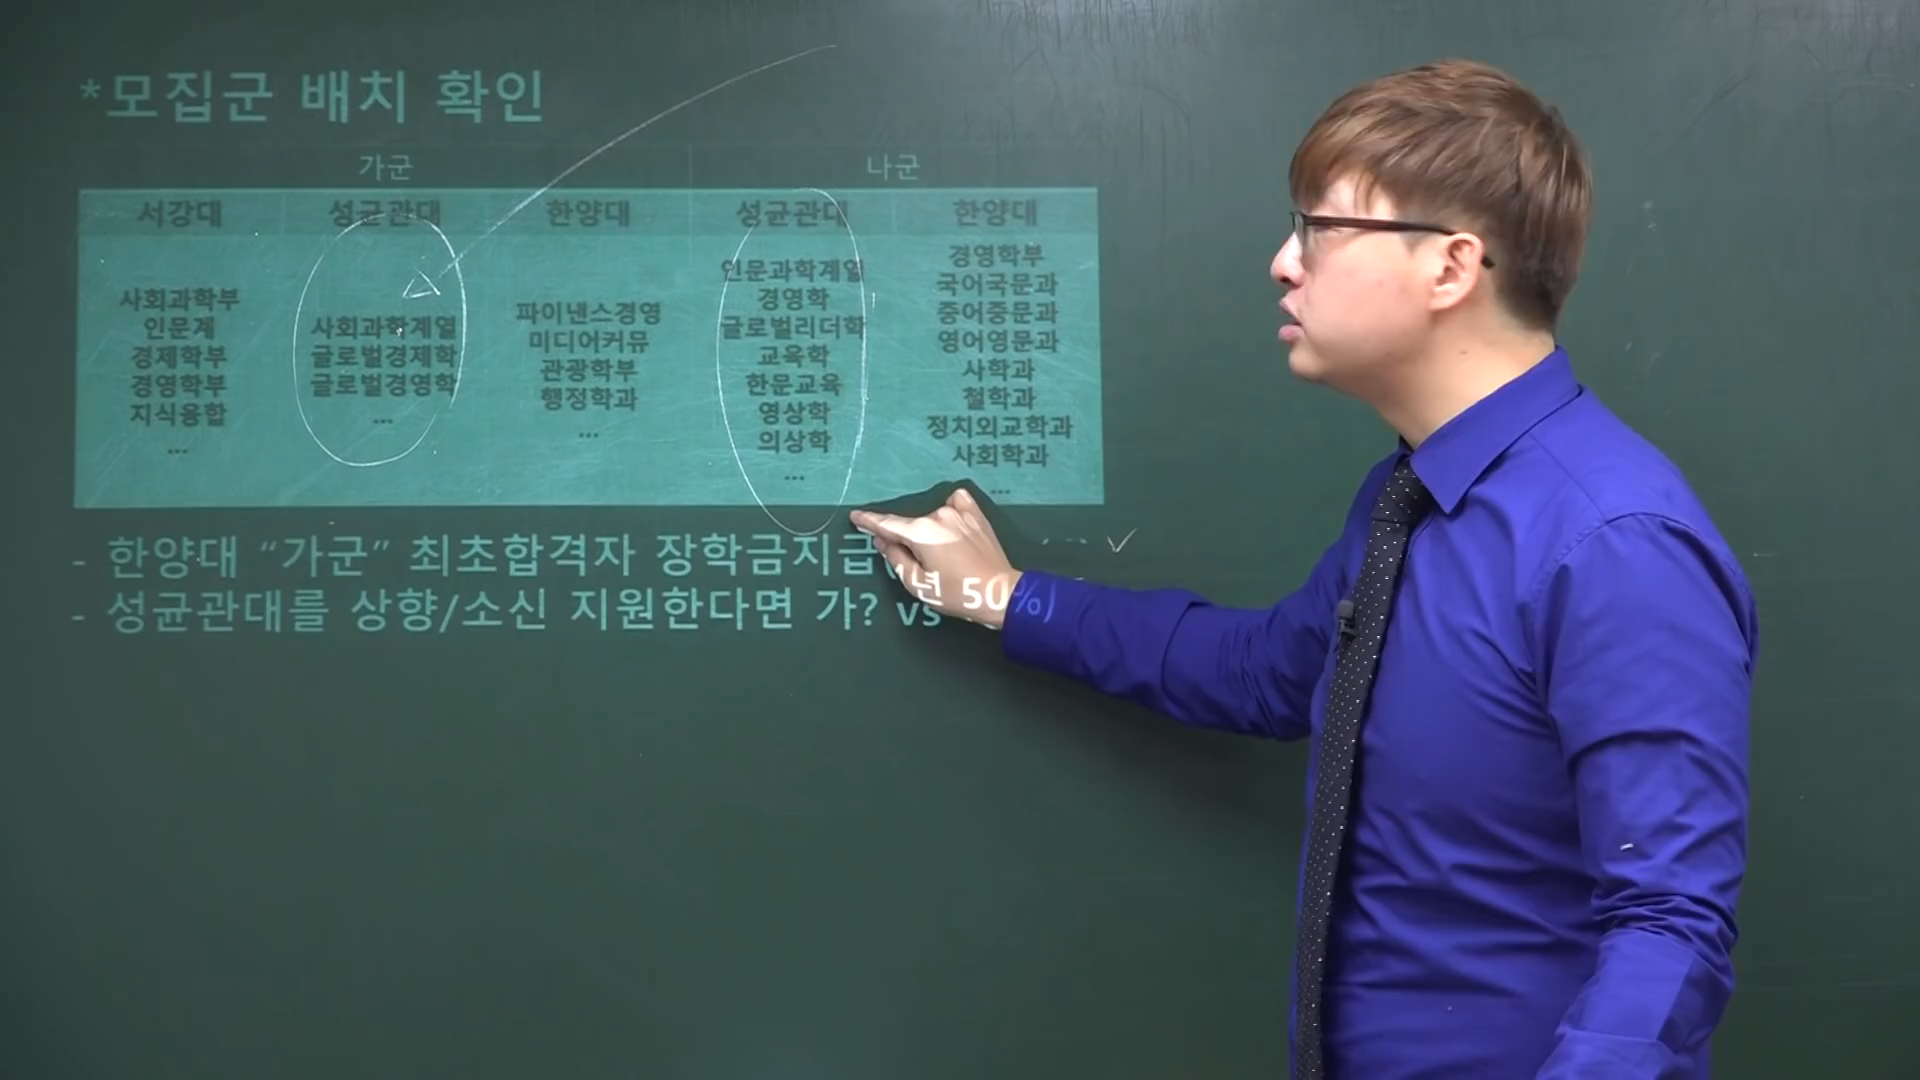 *모집군 배치 확인
가군 나군
서강대 성균관대 한양대 성균관대 한양대
사회과학부
인문계
경제학부
경영학부
지식융합
...
사회과학계열
글로벌경제학
글로벌경영학
...
파이낸스경영
미디어커뮤
관광학부
행정학과
...
인문과학계열
경영학
글로벌리더학
교육학
한문교육
영상학
의상학
...
경영학부
국어국문과
중어중문과
영어영문과
사학과
철학과
정치외교학과
사회학과
...
- 한양대 “가군” 최초합격자 장학금지급 년 50%)
- 성균관대를 상향/소신 지원한다면 가? vs